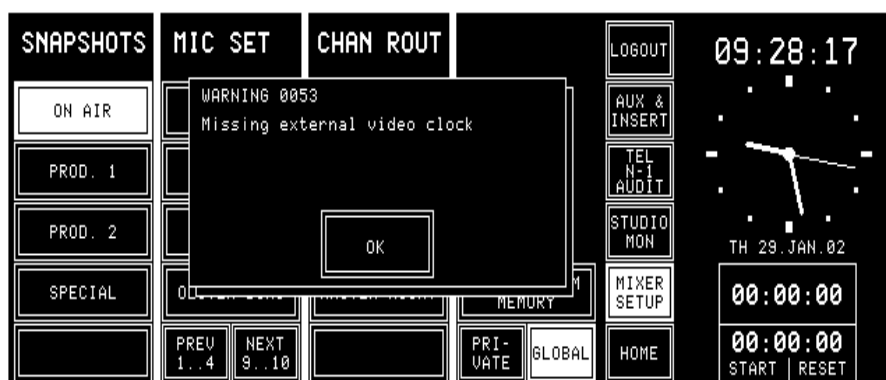 SNAPSHOTS
MIC SET
CHAN ROUT
LOGOUT
09:28:17
WARNING 0053
Missing external video clock
OK
ON AIR
PROD. 1
PROD. 2
SPECIAL
AUX &
INSERT
TEL
N-1
AUDIT
STUDIO
MON
MIXER
SETUP
HOME
TH 29.JAN.02
00:00:00
00:00:00
START
RESET
MEMORY
PREV
1..4
NEXT
9..10
PRI-
VATE
GLOBAL